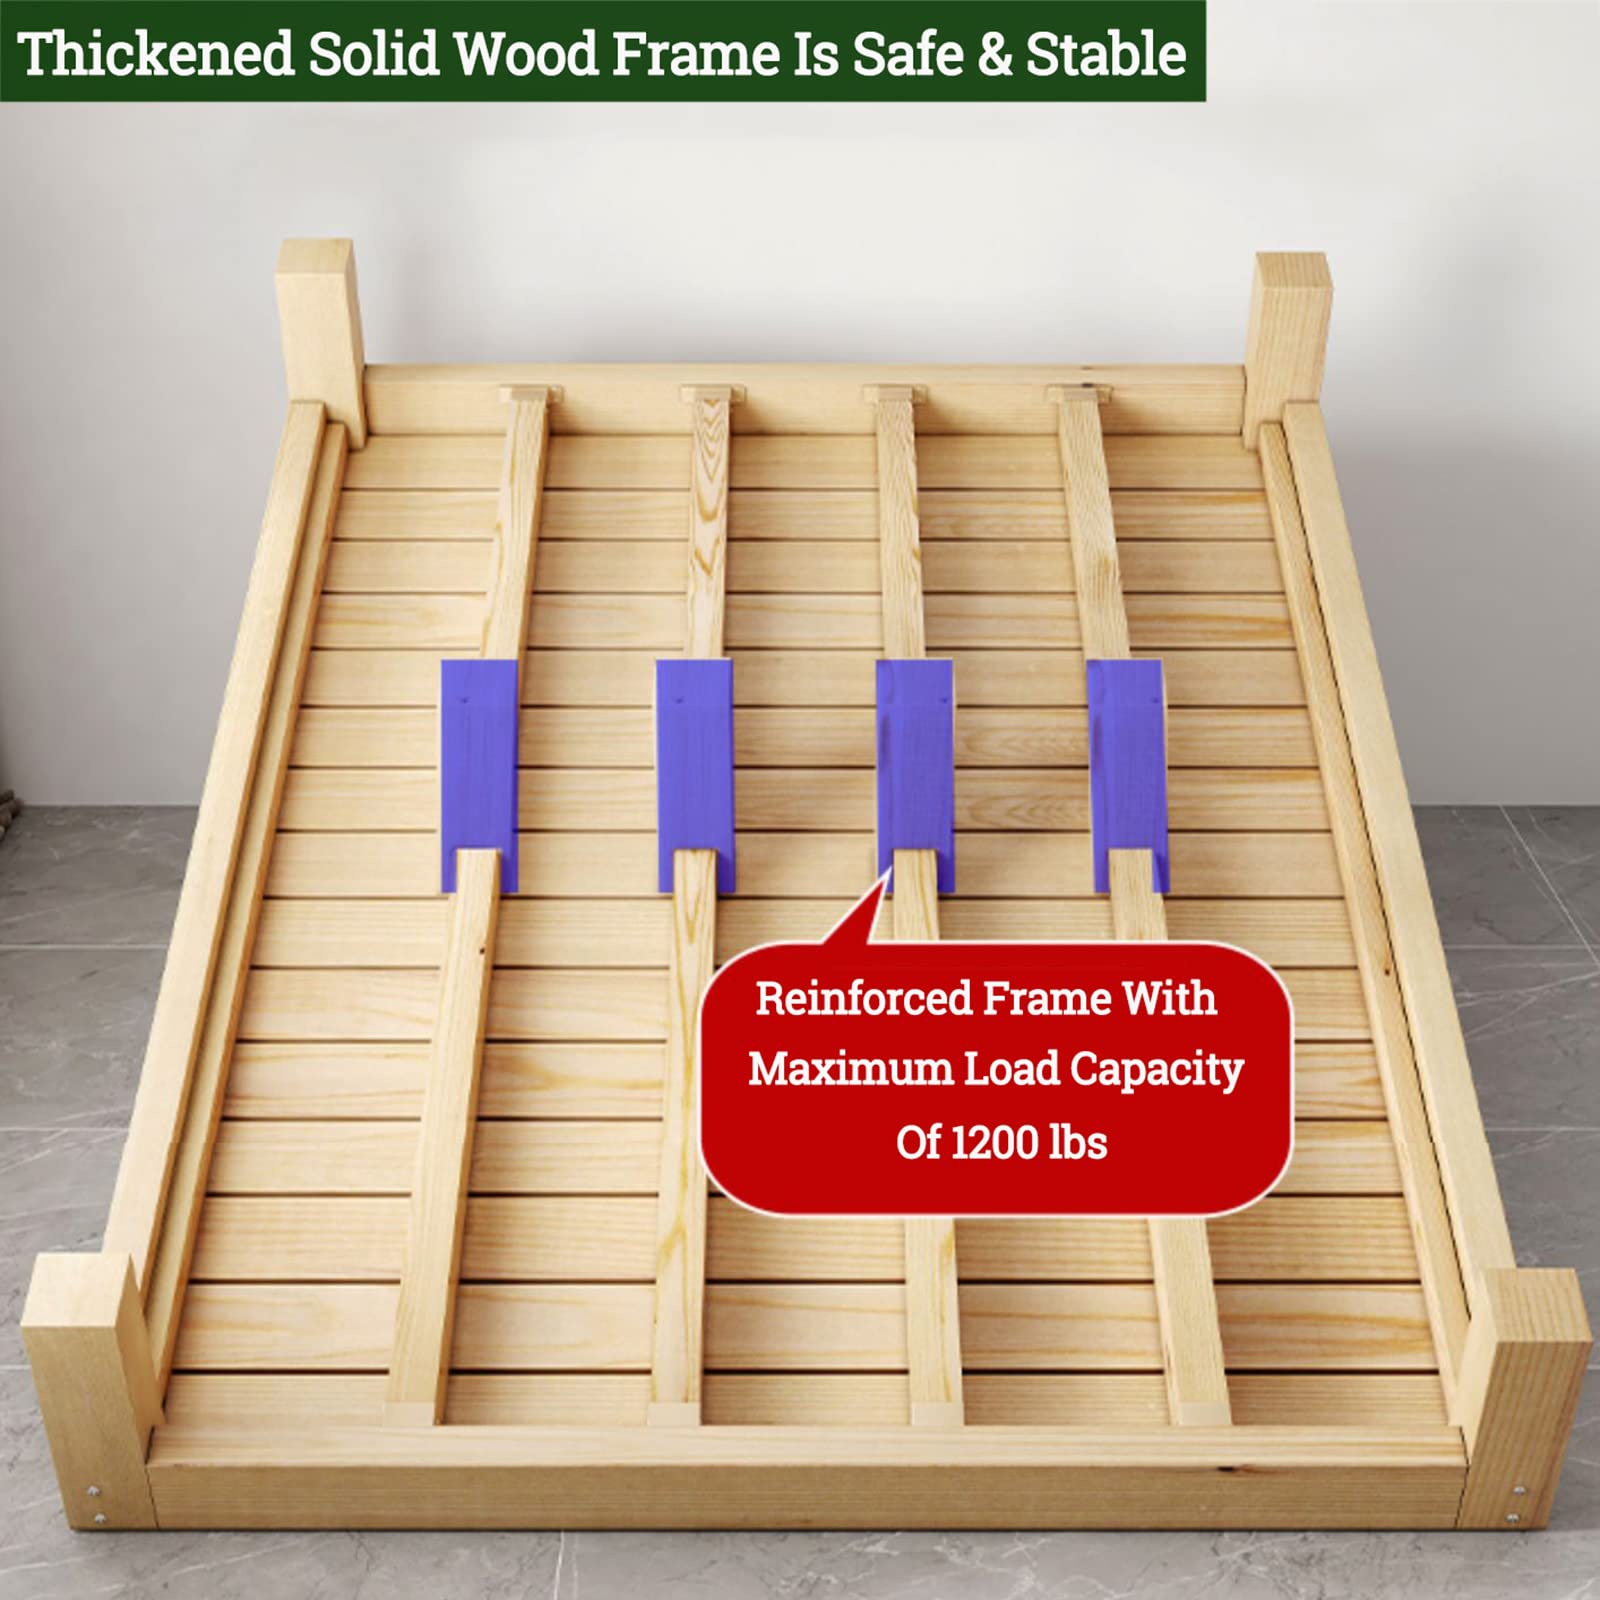 Thickened Solid Wood Frame Is Safe & Stable
Reinforced Frame With
Maximum Load Capacity
Of 1200 lbs